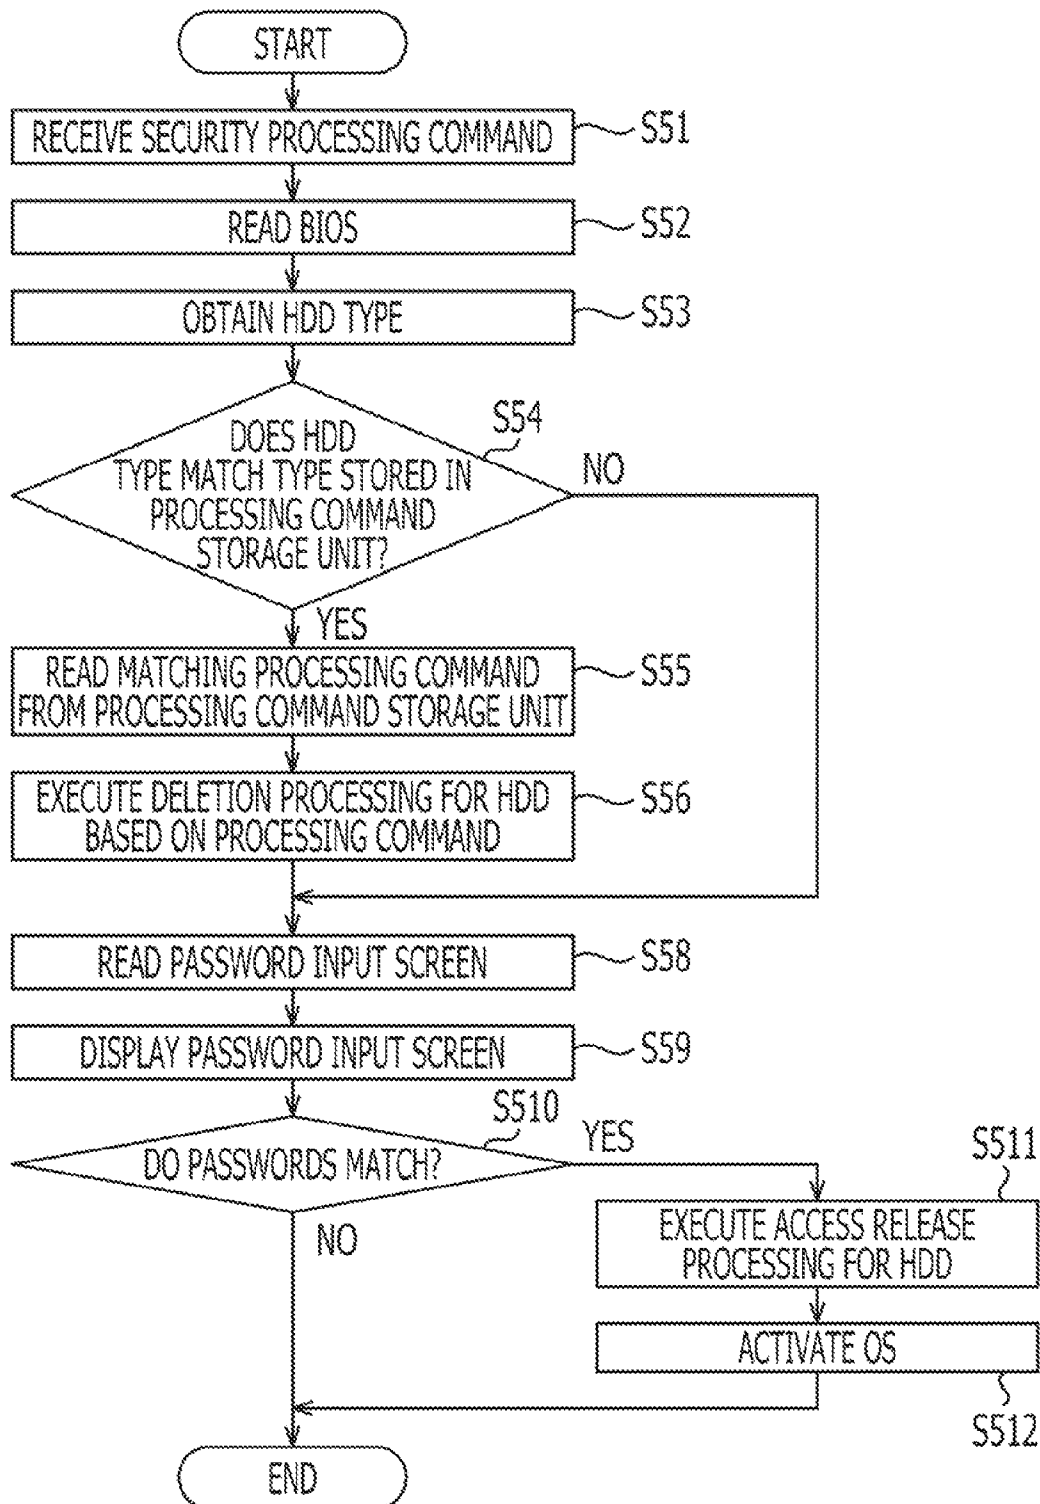 START
RECEIVE SECURITY PROCESSING COMMAND
S51
READ BIOS
S52
OBTAIN HDD TYPE
S53
S54
DOES HDD
TYPE MATCH TYPE STORED IN
PROCESSING COMMAND
STORAGE UNIT?
NO
YES
READ MATCHING PROCESSING COMMAND
FROM PROCESSING COMMAND STORAGE UNIT
S55
EXECUTE DELETION PROCESSING FOR HDD
BASED ON PROCESSING COMMAND
S56
READ PASSWORD INPUT SCREEN
S58
DISPLAY PASSWORD INPUT SCREEN
S59
S510
DO PASSWORDS MATCH?
YES
NO
S511
EXECUTE ACCESS RELEASE
PROCESSING FOR HDD
ACTIVATE OS
S512
END